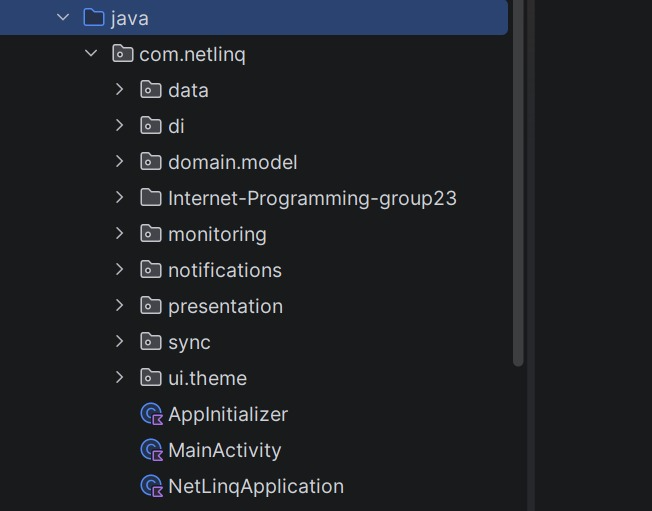 java
com.netlinq
data
di
domain.model
Internet-Programming-group23
monitoring
notifications
presentation
sync
ui.theme
AppInitializer
MainActivity
NetLinqApplication